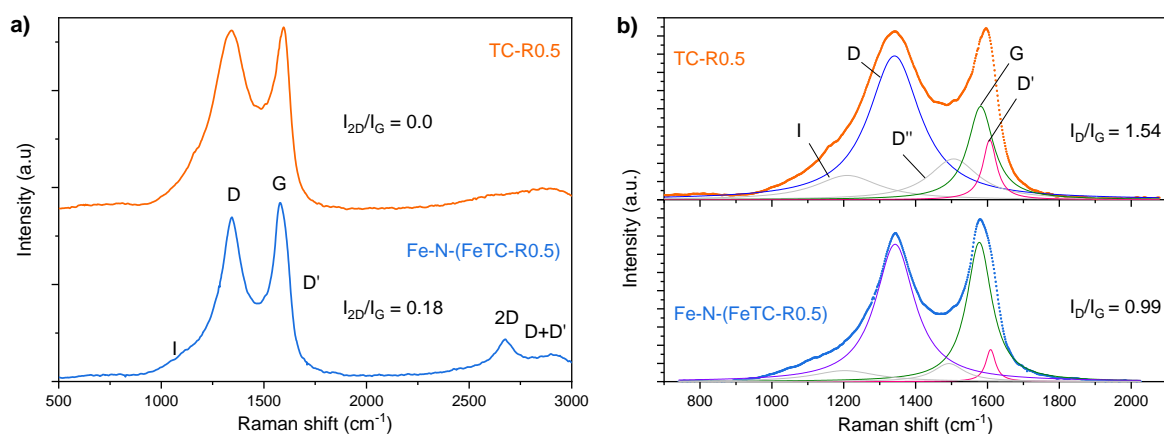 a)
TC-R0.5
I2D/IG = 0.0
D
G
Fe-N-(FeTC-R0.5)
D'
I2D/IG = 0.18
2D
D+D'
I
Intensity (a.u)
500
1000
1500
2000
2500
3000
Raman shift (cm-1)
b)
TC-R0.5
D
G
D'
I
D''
ID/IG = 1.54
Fe-N-(FeTC-R0.5)
ID/IG = 0.99
Intensity (a.u.)
800
1000
1200
1400
1600
1800
2000
Raman shift (cm-1)